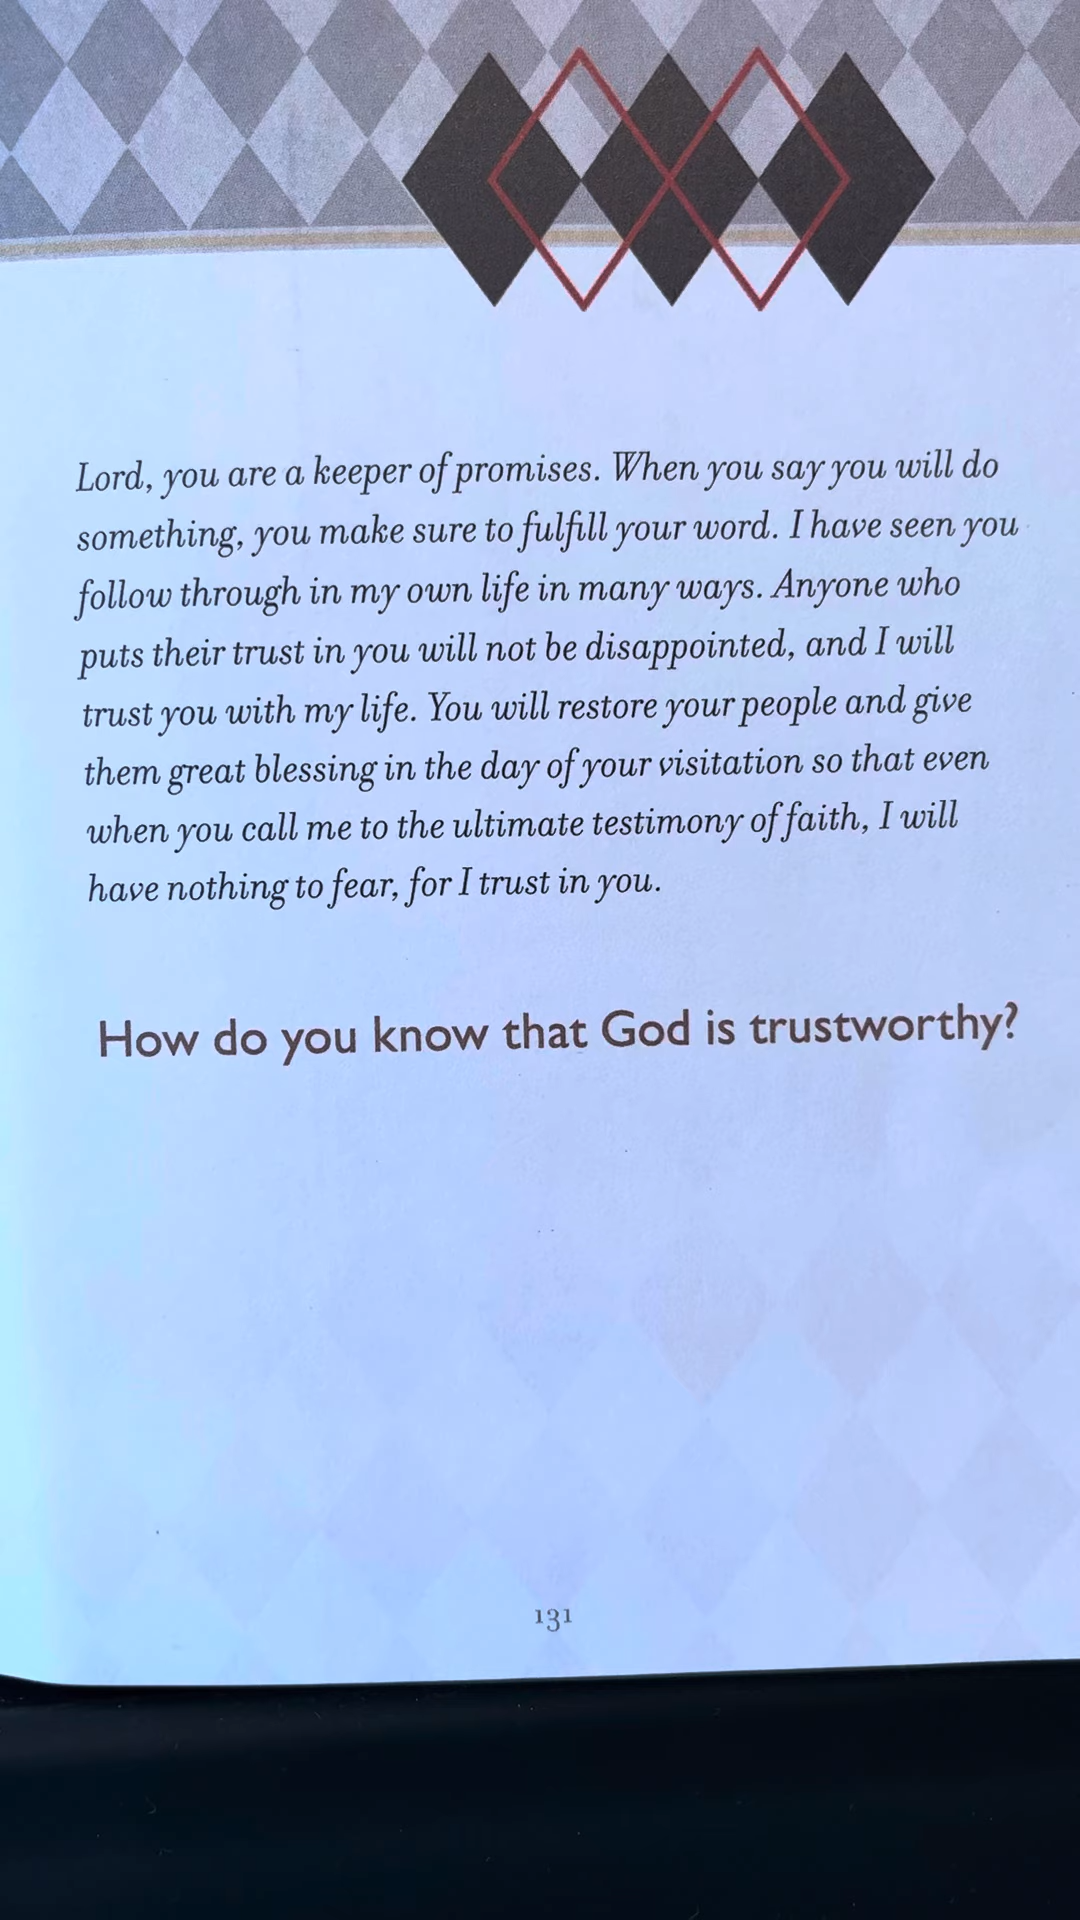 Lord, you are a keeper of promises. When you say you will do
something, you make sure to fulfill your word. I have seen you
follow through in my own life in many ways. Anyone who
puts their trust in you will not be disappointed, and I will
trust you with my life. You will restore your people and give
them great blessing in the day of your visitation so that even
when you call me to the ultimate testimony of faith, I will
have nothing to fear, for I trust in you.
How do you know that God is trustworthy?
131